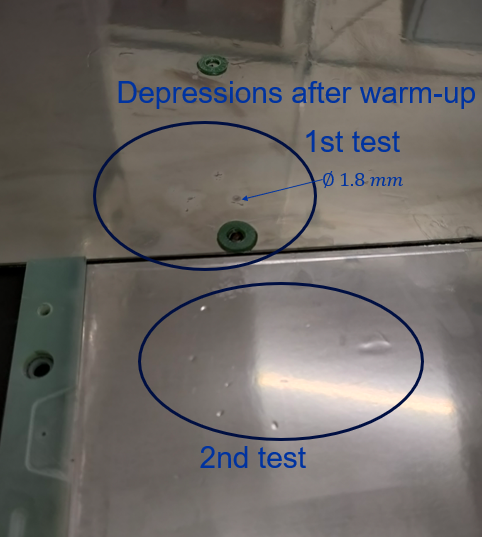 Depressions after warm-up
1st test
Ø 1.8 mm
2nd test